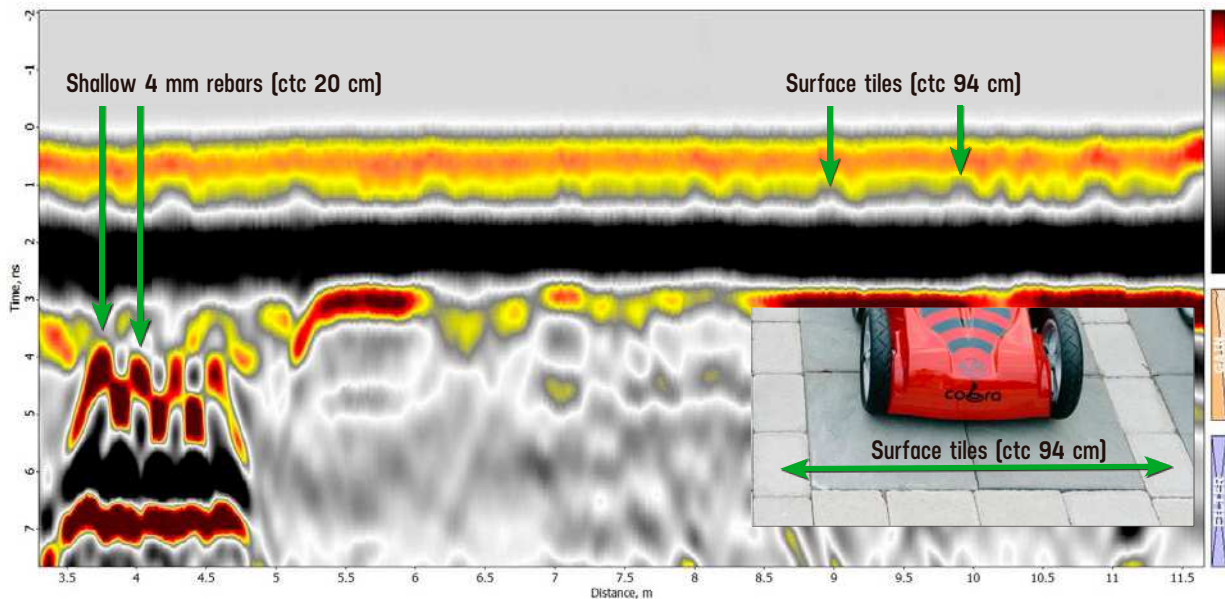 Shallow 4 mm rebars (ctc 20 cm)
Surface tiles (ctc 94 cm)
-2
-1
0
1
2
3
4
5
6
7
Time, ns
cobra
Surface tiles (ctc 94 cm)
3.5 4 4.5 5 5.5 6 6.5 7 7.5 8 8.5 9 9.5 10 10.5 11 11.5
Distance, m